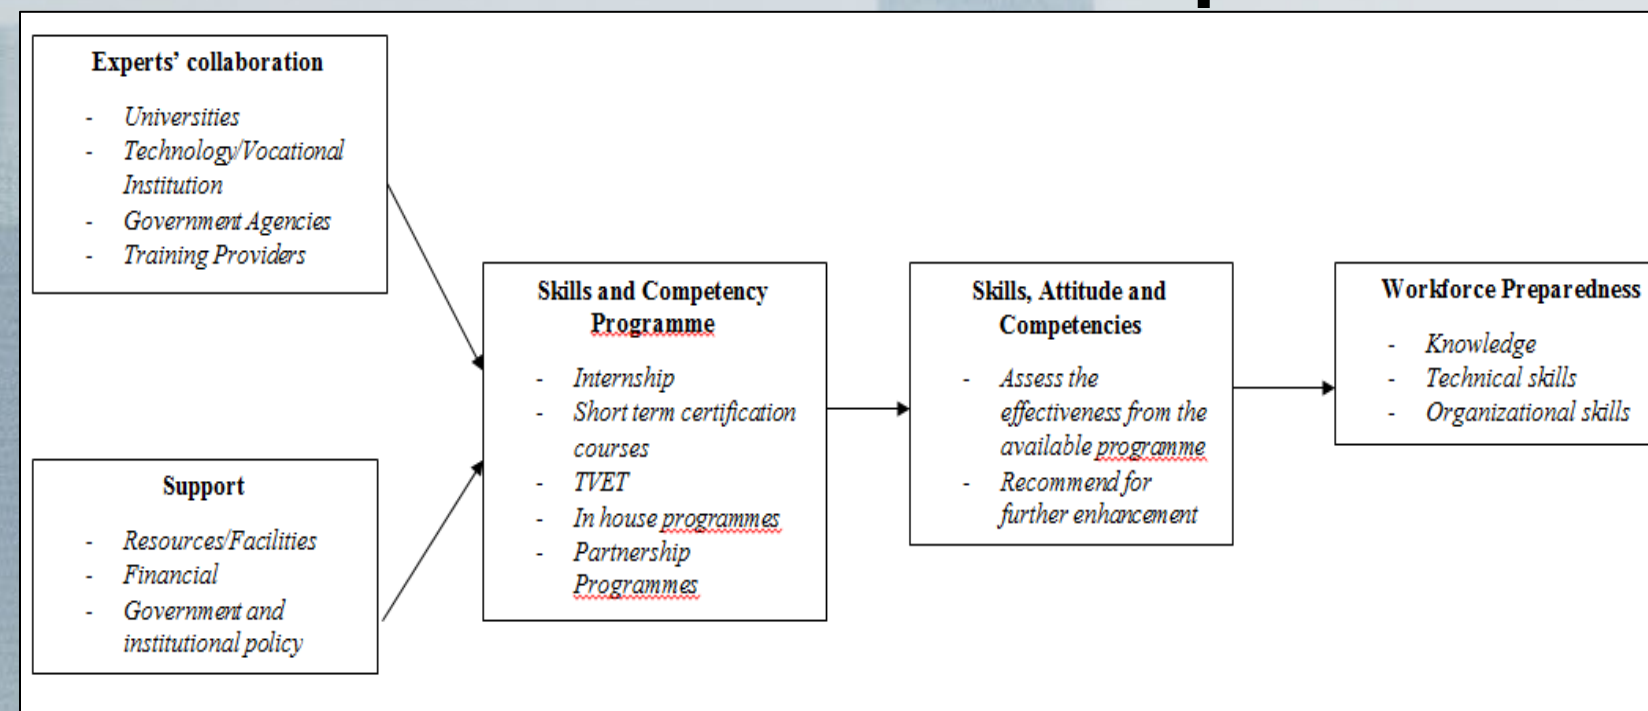 Experts’ collaboration
- Universities
- Technology/Vocational
Institution
- Government Agencies
- Training Providers
Support
- Resources/Facilities
- Financial
- Government and
institutional policy
Skills and Competency
Programme
- Internship
- Short term certification
courses
- TVET
- In house programmes
- Partnership
Programmes
Skills, Attitude and
Competencies
- Assess the
effectiveness from the
available programme
- Recommend for
further enhancement
Workforce Preparedness
- Knowledge
- Technical skills
- Organizational skills